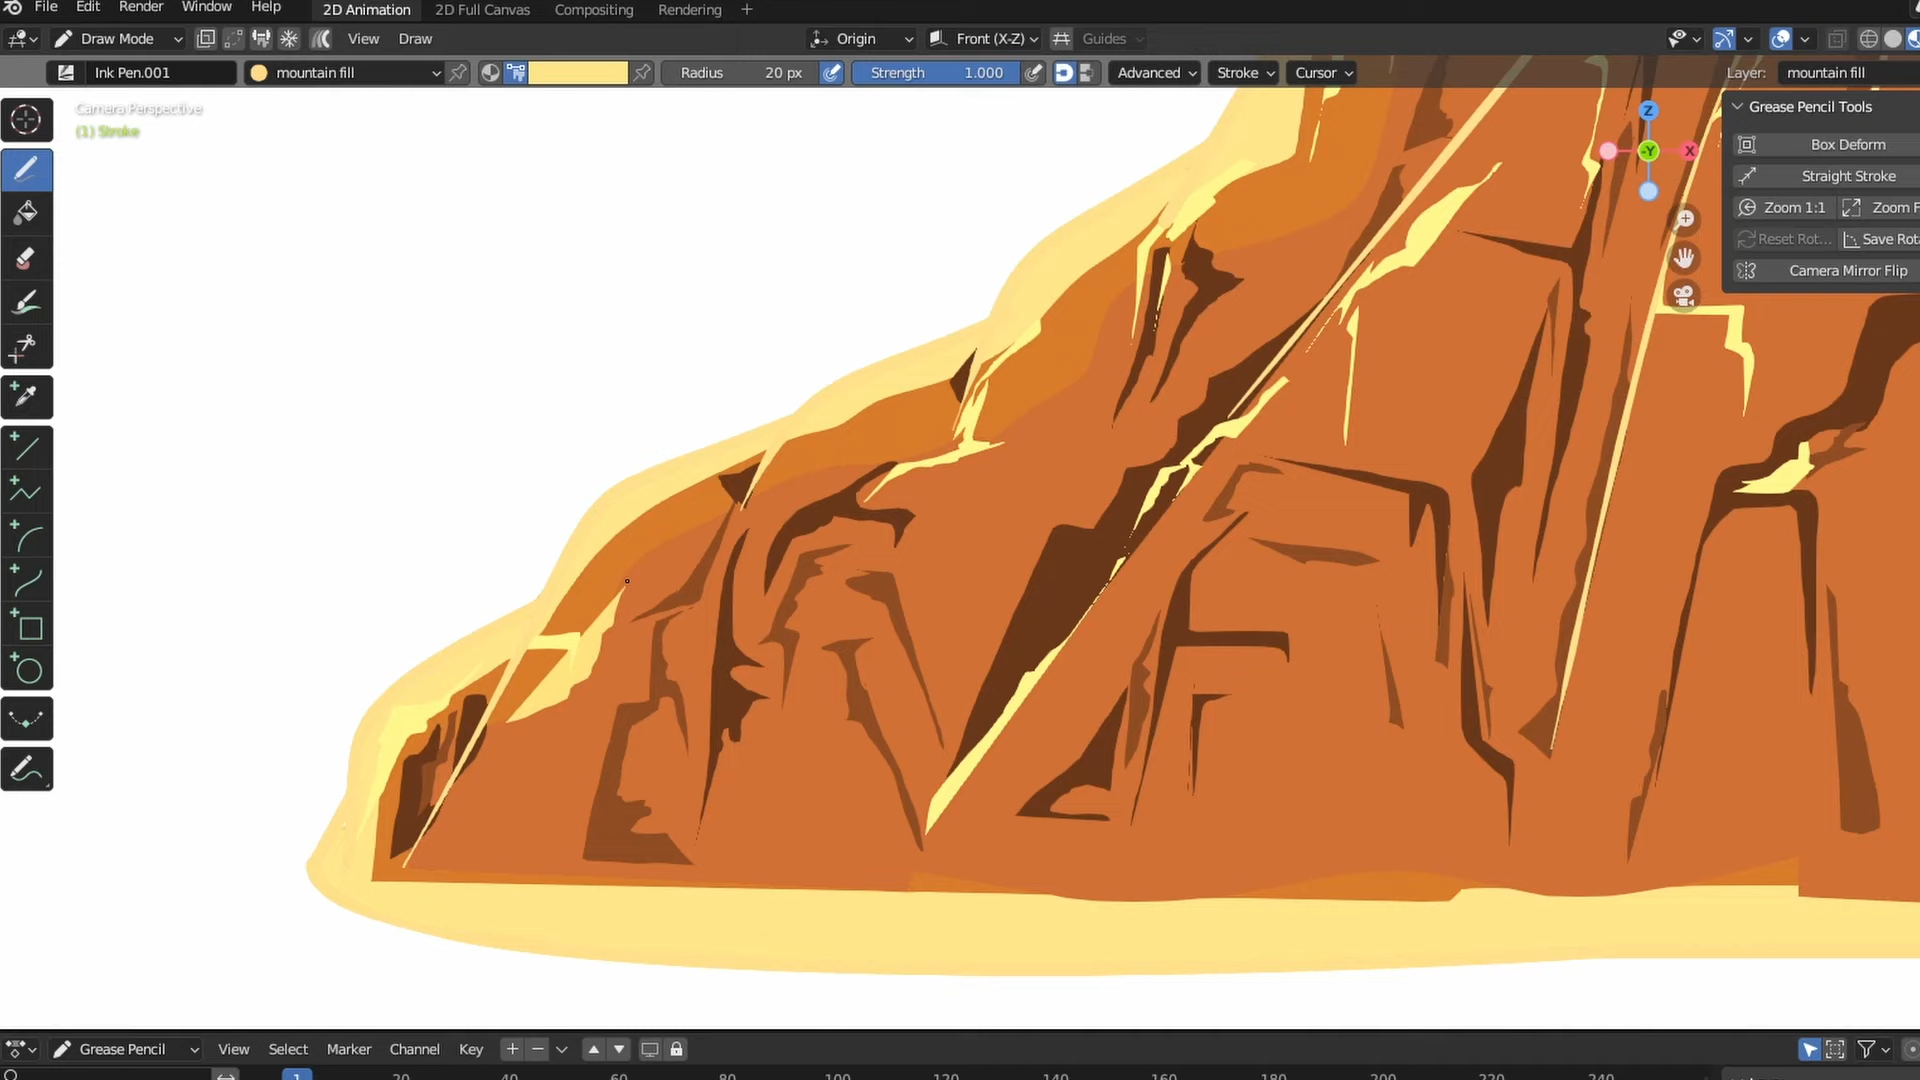 File Edit Render Window Help 2D Animation 2D Full Canvas Compositing Rendering +
Draw Mode View Draw Origin Front (X-Z) Guides
Ink Pen.001 mountain fill Radius 20 px Strength 1.000 Advanced Stroke Cursor Layer: mountain fill
Camera Perspective
(1) Stroke
Z
-Y
X
Grease Pencil Tools
Box Deform
Straight Stroke
Zoom 1:1 Zoom F
Reset Rot... Save Rota
Camera Mirror Flip
Grease Pencil View Select Marker Channel Key
1 20 40 60 80 100 120 140 160 180 200 220 240